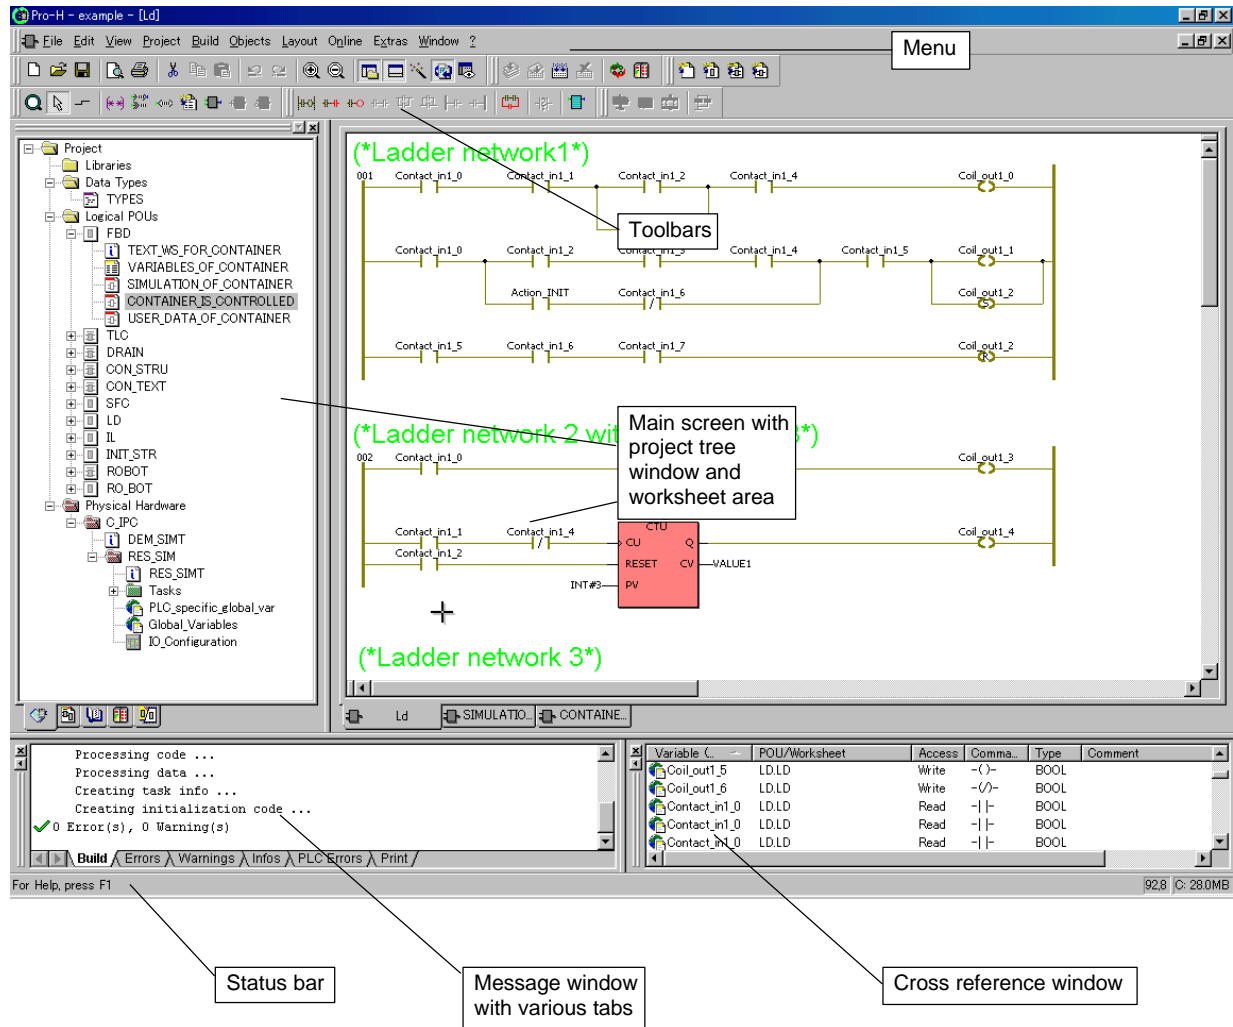 Pro-H - example - [Ld]
File Edit View Project Build Objects Layout Online Extras Window ?
Menu
Project
Libraries
Data Types
TYPES
Logical POUs
FBD
TEXT_WS_FOR_CONTAINER
VARIABLES_OF_CONTAINER
SIMULATION_OF_CONTAINER
CONTAINER_IS_CONTROLLED
USER_DATA_OF_CONTAINER
TLC
DRAIN
CON_STRU
CON_TEXT
SFC
LD
IL
INIT_STR
ROBOT
RO_BOT
Physical Hardware
C_IPC
DEM_SIMT
RES_SIM
RES_SIMT
Tasks
PLC_specific_global_var
Global_Variables
IO_Configuration
(*Ladder network1*)
001 Contact_in1_0 Contact_in1_1 Contact_in1_2 Contact_in1_4 Coil_out1_0
Toolbars
Contact_in1_0 Contact_in1_2 Contact_in1_3 Contact_in1_4 Contact_in1_5 Coil_out1_1
Action_INIT Contact_in1_6 Coil_out1_2
S
Contact_in1_5 Contact_in1_6 Contact_in1_7 Coil_out1_2
R
Main screen with
project tree
window and
worksheet area
(*Ladder network 2 wit *)
002 Contact_in1_0 Coil_out1_3
Contact_in1_1 Contact_in1_4 CTU Coil_out1_4
CU Q
Contact_in1_2
RESET CV VALUE1
INT#3 PV
(*Ladder network 3*)
Ld SIMULATIO... CONTAINE...
Processing code ...
Processing data ...
Creating task info ...
Creating initialization code ...
0 Error(s), 0 Warning(s)
Build Errors Warnings Infos PLC Errors Print
Variable (... POU/Worksheet Access Comma... Type Comment
Coil_out1_5 LD.LD Write -( )- BOOL
Coil_out1_6 LD.LD Write -(/)- BOOL
Contact_in1_0 LD.LD Read -| |- BOOL
Contact_in1_0 LD.LD Read -| |- BOOL
Contact_in1_0 LD.LD Read -| |- BOOL
For Help, press F1
92,8 C: 28.0MB
Status bar
Message window
with various tabs
Cross reference window